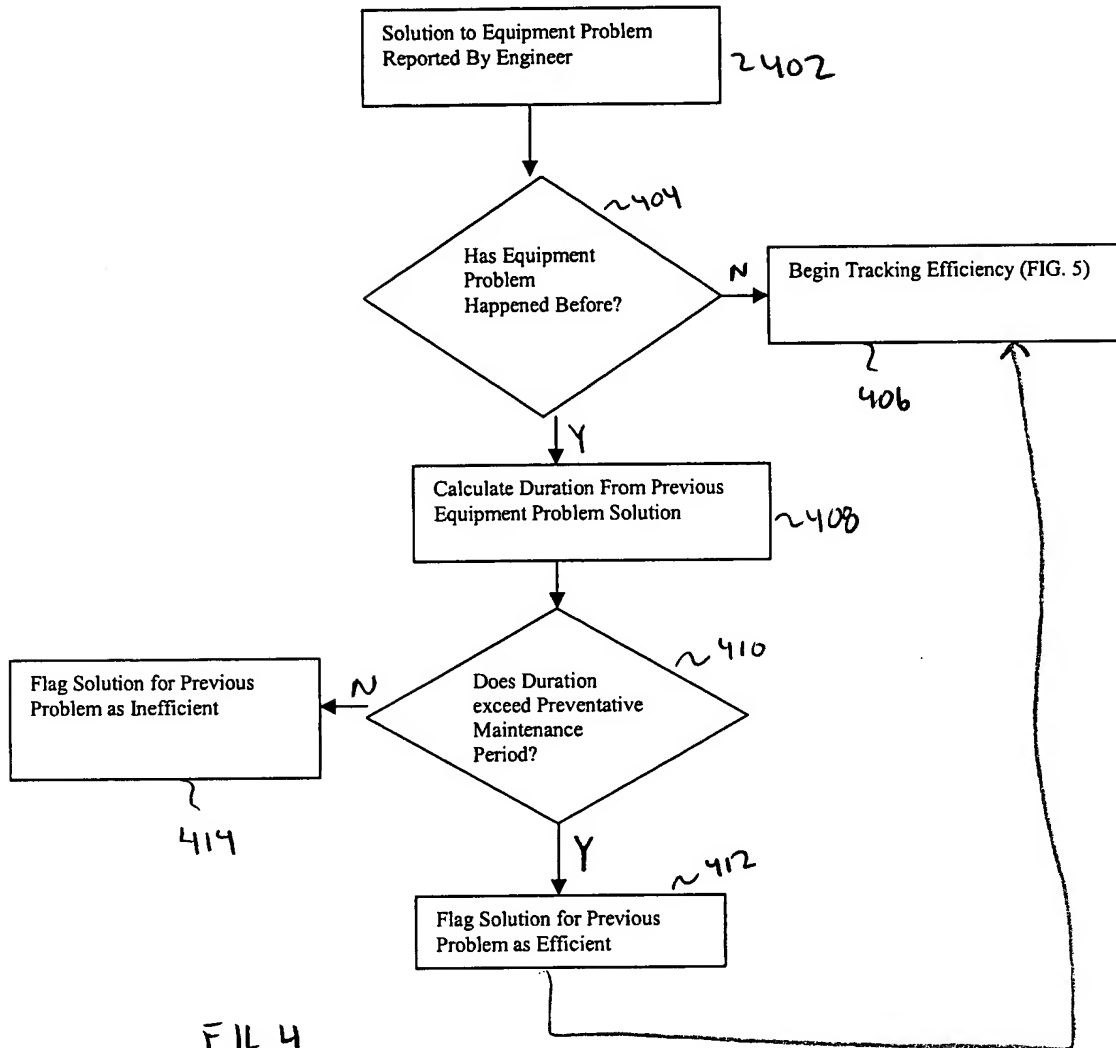 Solution to Equipment Problem
Reported By Engineer
~402
~404
Has Equipment
Problem
Happened Before?
N
Begin Tracking Efficiency (FIG. 5)
406
Y
Calculate Duration From Previous
Equipment Problem Solution
~408
~410
Does Duration
exceed Preventative
Maintenance
Period?
N
Flag Solution for Previous
Problem as Inefficient
414
Y
~412
Flag Solution for Previous
Problem as Efficient
FIG 4